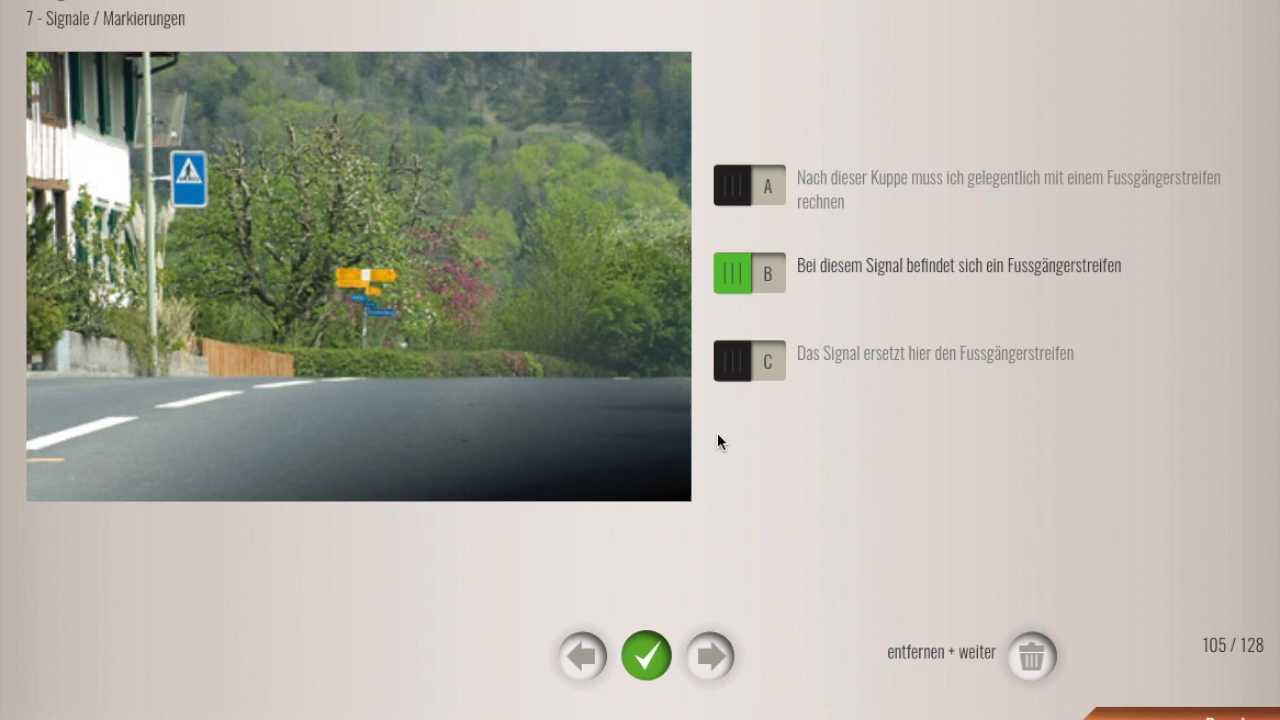 7 - Signale / Markierungen
A
Nach dieser Kuppe muss ich gelegentlich mit einem Fussgängerstreifen
rechnen
B
Bei diesem Signal befindet sich ein Fussgängerstreifen
C
Das Signal ersetzt hier den Fussgängerstreifen
entfernen + weiter
105 / 128